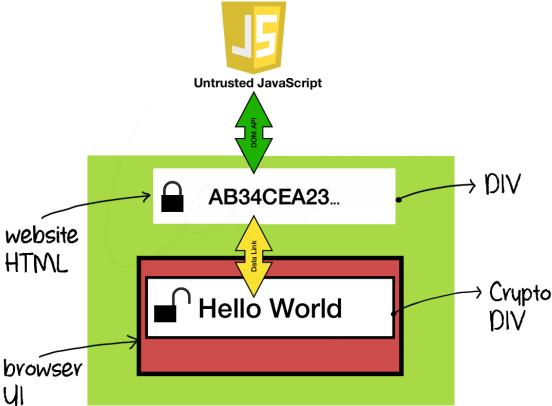 JS
Untrusted JavaScript
DOM API
AB34CEA23...
DIV
website
HTML
Data Link
Hello World
Crypto
DIV
browser
UI